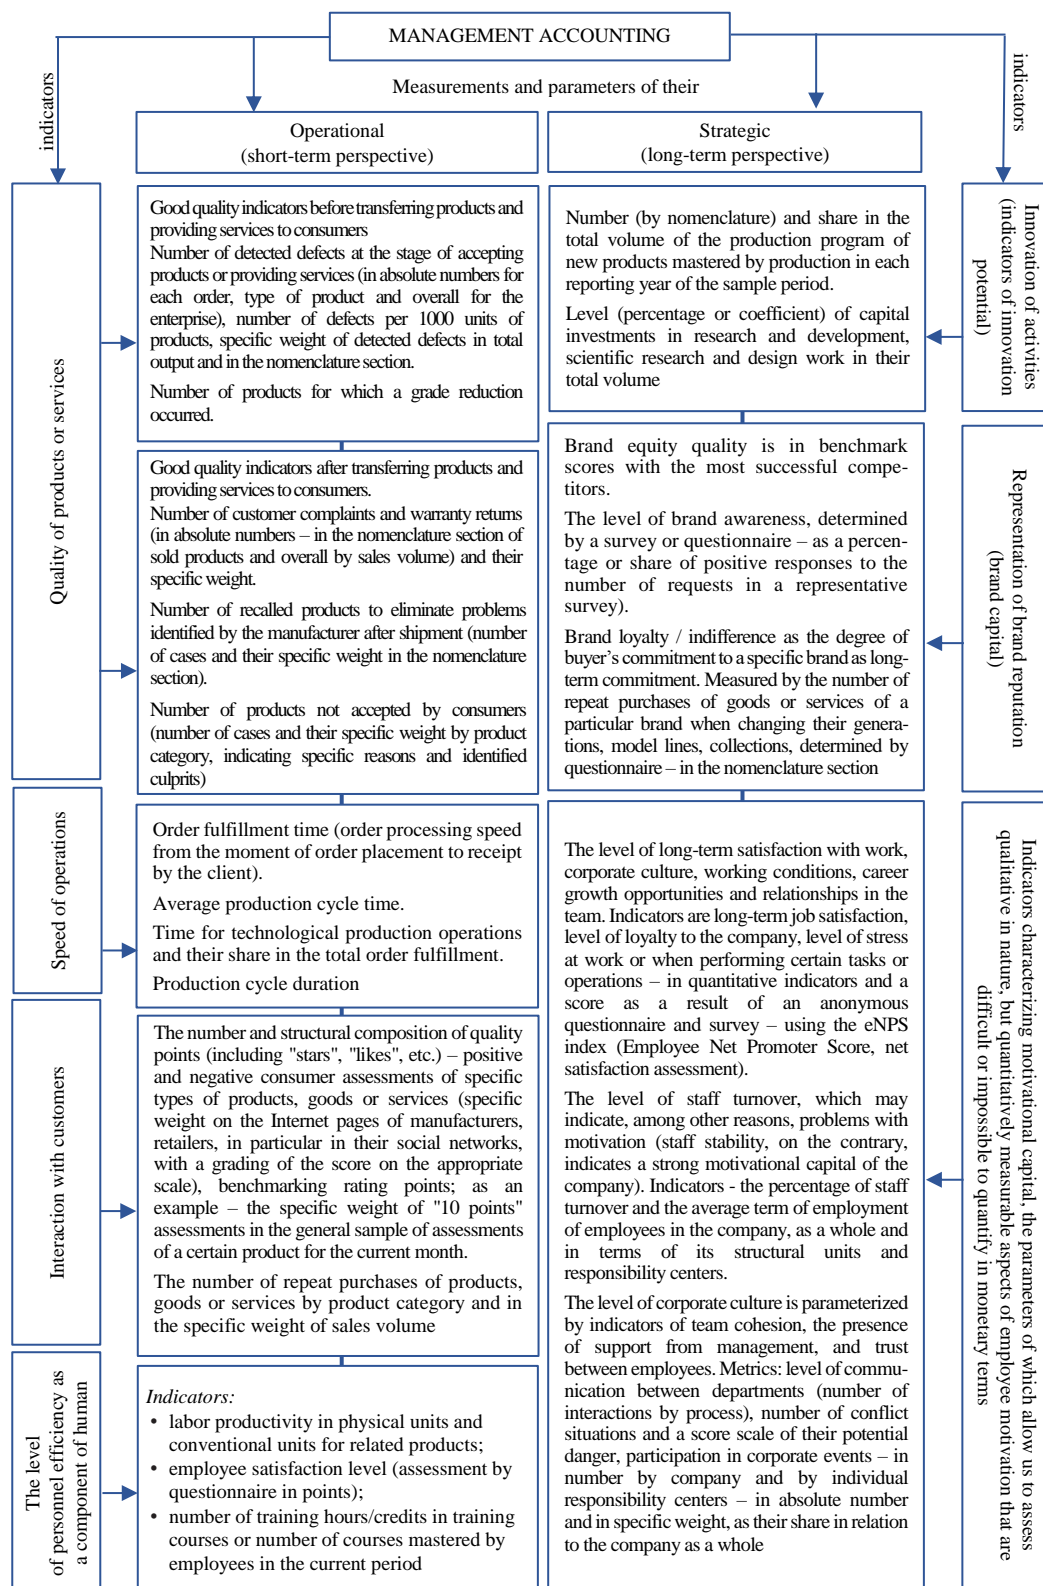 MANAGEMENT ACCOUNTING
indicators
Measurements and parameters of their
indicators
Operational
(short-term perspective)
Strategic
(long-term perspective)
Quality of products or services
Good quality indicators before transferring products and
providing services to consumers
Number of detected defects at the stage of accepting
products or providing services (in absolute numbers for
each order, type of product and overall for the
enterprise), number of defects per 1000 units of
products, specific weight of detected defects in total
output and in the nomenclature section.
Number of products for which a grade reduction
occurred.
Good quality indicators after transferring products and
providing services to consumers.
Number of customer complaints and warranty returns
(in absolute numbers – in the nomenclature section of
sold products and overall by sales volume) and their
specific weight.
Number of recalled products to eliminate problems
identified by the manufacturer after shipment (number
of cases and their specific weight in the nomenclature
section).
Number of products not accepted by consumers
(number of cases and their specific weight by product
category, indicating specific reasons and identified
culprits)
Speed of operations
Order fulfillment time (order processing speed
from the moment of order placement to receipt
by the client).
Average production cycle time.
Time for technological production operations
and their share in the total order fulfillment.
Production cycle duration
Interaction with customers
The number and structural composition of quality
points (including "stars", "likes", etc.) – positive
and negative consumer assessments of specific
types of products, goods or services (specific
weight on the Internet pages of manufacturers,
retailers, in particular in their social networks,
with a grading of the score on the appropriate
scale), benchmarking rating points; as an
example – the specific weight of "10 points"
assessments in the general sample of assessments
of a certain product for the current month.
The number of repeat purchases of products,
goods or services by product category and in
the specific weight of sales volume
The level
of personnel efficiency as
a component of human
Indicators:
• labor productivity in physical units and
conventional units for related products;
• employee satisfaction level (assessment by
questionnaire in points);
• number of training hours/credits in training
courses or number of courses mastered by
employees in the current period
Number (by nomenclature) and share in the
total volume of the production program of
new products mastered by production in each
reporting year of the sample period.
Level (percentage or coefficient) of capital
investments in research and development,
scientific research and design work in their
total volume
Innovation of activities
(indicators of innovation
potential)
Brand equity quality is in benchmark
scores with the most successful compe-
titors.
The level of brand awareness, determined
by a survey or questionnaire – as a percen-
tage or share of positive responses to the
number of requests in a representative
survey).
Brand loyalty / indifference as the degree of
buyer’s commitment to a specific brand as long-
term commitment. Measured by the number of
repeat purchases of goods or services of a
particular brand when changing their genera-
tions, model lines, collections, determined by
questionnaire – in the nomenclature section
Representation of brand reputation
(brand capital)
The level of long-term satisfaction with work,
corporate culture, working conditions, career
growth opportunities and relationships in the
team. Indicators are long-term job satisfaction,
level of loyalty to the company, level of stress
at work or when performing certain tasks or
operations – in quantitative indicators and a
score as a result of an anonymous
questionnaire and survey – using the eNPS
index (Employee Net Promoter Score, net
satisfaction assessment).
The level of staff turnover, which may
indicate, among other reasons, problems with
motivation (staff stability, on the contrary,
indicates a strong motivational capital of the
company). Indicators - the percentage of staff
turnover and the average term of employment
of employees in the company, as a whole and
in terms of its structural units and
responsibility centers.
The level of corporate culture is parameterized
by indicators of team cohesion, the presence
of support from management, and trust
between employees. Metrics: level of commu-
nication between departments (number of
interactions by process), number of conflict
situations and a score scale of their potential
danger, participation in corporate events – in
number by company and by individual
responsibility centers – in absolute number
and in specific weight, as their share in relation
to the company as a whole
Indicators characterizing motivational capital, the parameters of which allow us to assess
qualitative in nature, but quantitatively measurable aspects of employee motivation that are
difficult or impossible to quantify in monetary terms